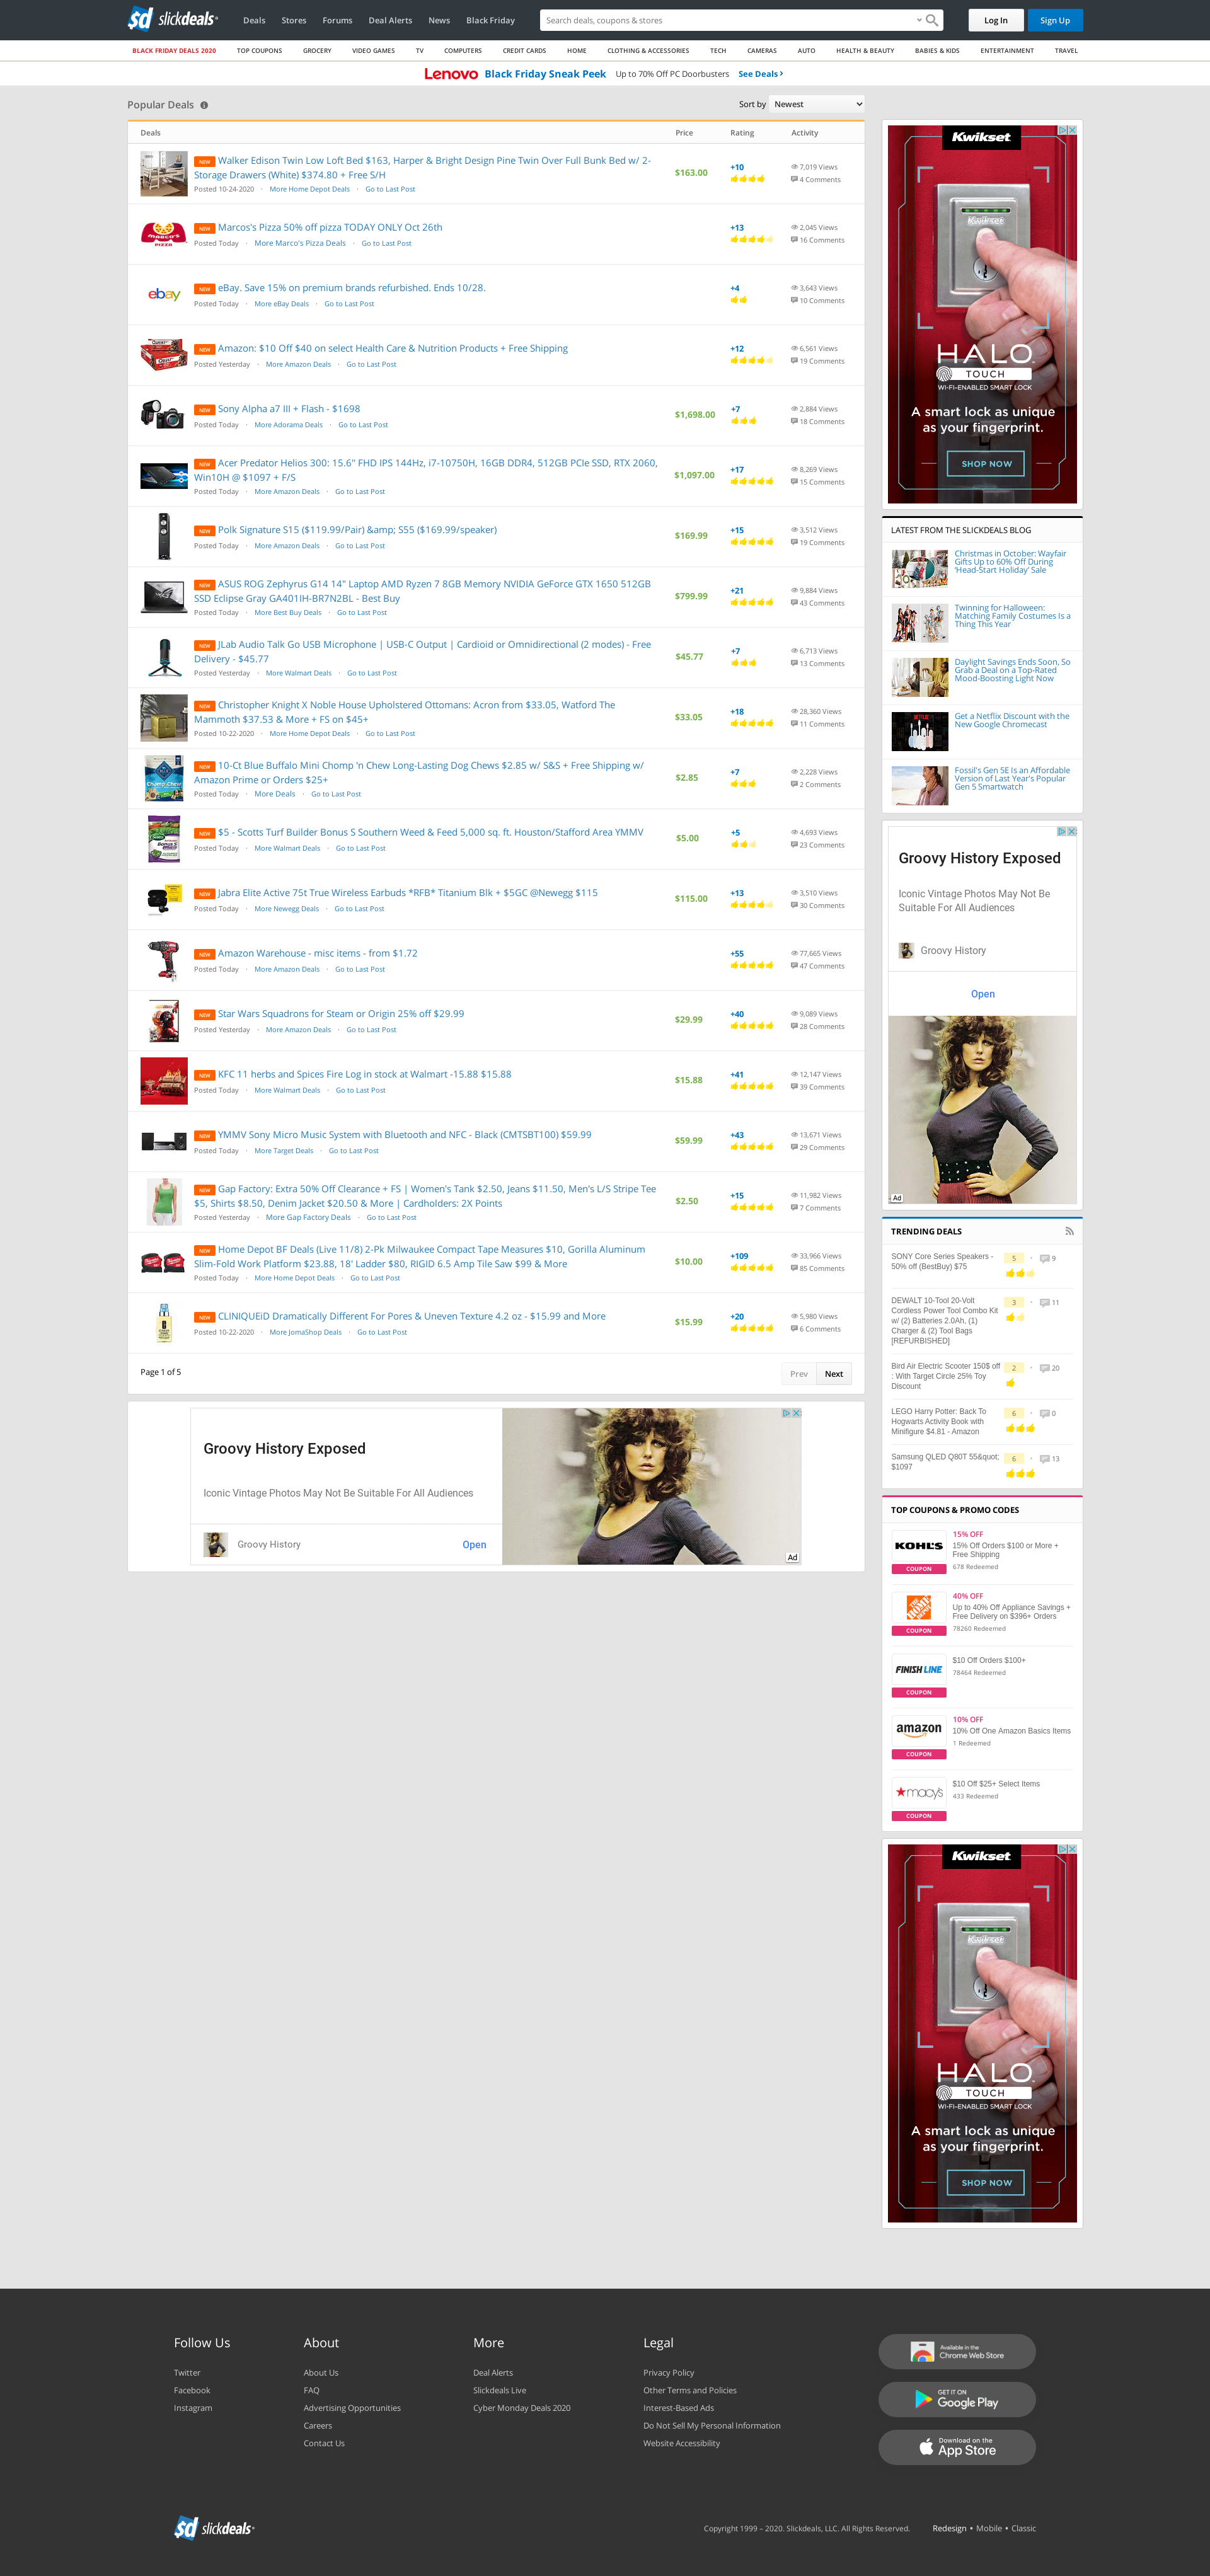 sd slickdeals
Deals Stores Forums Deal Alerts News Black Friday
Search deals, coupons & stores
Log In Sign Up
BLACK FRIDAY DEALS 2020 TOP COUPONS GROCERY VIDEO GAMES TV COMPUTERS CREDIT CARDS HOME CLOTHING & ACCESSORIES TECH CAMERAS AUTO HEALTH & BEAUTY BABIES & KIDS ENTERTAINMENT TRAVEL
Lenovo Black Friday Sneak Peek Up to 70% Off PC Doorbusters See Deals ›
Popular Deals
Sort by Newest
Deals Price Rating Activity
NEW Walker Edison Twin Low Loft Bed $163, Harper & Bright Design Pine Twin Over Full Bunk Bed w/ 2-
Storage Drawers (White) $374.80 + Free S/H
Posted 10-24-2020 · More Home Depot Deals · Go to Last Post
$163.00
+10
7,019 Views
4 Comments
NEW Marcos's Pizza 50% off pizza TODAY ONLY Oct 26th
Posted Today · More Marco's Pizza Deals · Go to Last Post
+13
2,045 Views
16 Comments
NEW eBay. Save 15% on premium brands refurbished. Ends 10/28.
Posted Today · More eBay Deals · Go to Last Post
+4
3,643 Views
10 Comments
NEW Amazon: $10 Off $40 on select Health Care & Nutrition Products + Free Shipping
Posted Yesterday · More Amazon Deals · Go to Last Post
+12
6,561 Views
19 Comments
NEW Sony Alpha a7 III + Flash - $1698
Posted Today · More Adorama Deals · Go to Last Post
$1,698.00
+7
2,884 Views
18 Comments
NEW Acer Predator Helios 300: 15.6'' FHD IPS 144Hz, i7-10750H, 16GB DDR4, 512GB PCIe SSD, RTX 2060,
Win10H @ $1097 + F/S
Posted Today · More Amazon Deals · Go to Last Post
$1,097.00
+17
8,269 Views
15 Comments
NEW Polk Signature S15 ($119.99/Pair) &amp; S55 ($169.99/speaker)
Posted Today · More Amazon Deals · Go to Last Post
$169.99
+15
3,512 Views
19 Comments
NEW ASUS ROG Zephyrus G14 14" Laptop AMD Ryzen 7 8GB Memory NVIDIA GeForce GTX 1650 512GB
SSD Eclipse Gray GA401IH-BR7N2BL - Best Buy
Posted Today · More Best Buy Deals · Go to Last Post
$799.99
+21
9,884 Views
43 Comments
NEW JLab Audio Talk Go USB Microphone | USB-C Output | Cardioid or Omnidirectional (2 modes) - Free
Delivery - $45.77
Posted Yesterday · More Walmart Deals · Go to Last Post
$45.77
+7
6,713 Views
13 Comments
NEW Christopher Knight X Noble House Upholstered Ottomans: Acron from $33.05, Watford The
Mammoth $37.53 & More + FS on $45+
Posted 10-22-2020 · More Home Depot Deals · Go to Last Post
$33.05
+18
28,360 Views
11 Comments
NEW 10-Ct Blue Buffalo Mini Chomp 'n Chew Long-Lasting Dog Chews $2.85 w/ S&S + Free Shipping w/
Amazon Prime or Orders $25+
Posted Today · More Deals · Go to Last Post
$2.85
+7
2,228 Views
2 Comments
NEW $5 - Scotts Turf Builder Bonus S Southern Weed & Feed 5,000 sq. ft. Houston/Stafford Area YMMV
Posted Today · More Walmart Deals · Go to Last Post
$5.00
+5
4,693 Views
23 Comments
NEW Jabra Elite Active 75t True Wireless Earbuds *RFB* Titanium Blk + $5GC @Newegg $115
Posted Today · More Newegg Deals · Go to Last Post
$115.00
+13
3,510 Views
30 Comments
NEW Amazon Warehouse - misc items - from $1.72
Posted Today · More Amazon Deals · Go to Last Post
+55
77,665 Views
47 Comments
NEW Star Wars Squadrons for Steam or Origin 25% off $29.99
Posted Yesterday · More Amazon Deals · Go to Last Post
$29.99
+40
9,089 Views
28 Comments
NEW KFC 11 herbs and Spices Fire Log in stock at Walmart -15.88 $15.88
Posted Today · More Walmart Deals · Go to Last Post
$15.88
+41
12,147 Views
39 Comments
NEW YMMV Sony Micro Music System with Bluetooth and NFC - Black (CMTSBT100) $59.99
Posted Today · More Target Deals · Go to Last Post
$59.99
+43
13,671 Views
29 Comments
NEW Gap Factory: Extra 50% Off Clearance + FS | Women's Tank $2.50, Jeans $11.50, Men's L/S Stripe Tee
$5, Shirts $8.50, Denim Jacket $20.50 & More | Cardholders: 2X Points
Posted Yesterday · More Gap Factory Deals · Go to Last Post
$2.50
+15
11,982 Views
7 Comments
NEW Home Depot BF Deals (Live 11/8) 2-Pk Milwaukee Compact Tape Measures $10, Gorilla Aluminum
Slim-Fold Work Platform $23.88, 18' Ladder $80, RIGID 6.5 Amp Tile Saw $99 & More
Posted Today · More Home Depot Deals · Go to Last Post
$10.00
+109
33,966 Views
85 Comments
NEW CLINIQUEiD Dramatically Different For Pores & Uneven Texture 4.2 oz - $15.99 and More
Posted 10-22-2020 · More JomaShop Deals · Go to Last Post
$15.99
+20
5,980 Views
6 Comments
Page 1 of 5
Prev Next
Groovy History Exposed
Iconic Vintage Photos May Not Be Suitable For All Audiences
Groovy History Open
Ad
Kwikset
Kwikset
HALO
TOUCH
WI-FI-ENABLED SMART LOCK
A smart lock as unique
as your fingerprint.
SHOP NOW
LATEST FROM THE SLICKDEALS BLOG
Christmas in October: Wayfair
Gifts Up to 60% Off During
'Head-Start Holiday' Sale
Twinning for Halloween:
Matching Family Costumes Is a
Thing This Year
Daylight Savings Ends Soon, So
Grab a Deal on a Top-Rated
Mood-Boosting Light Now
Get a Netflix Discount with the
New Google Chromecast
Fossil's Gen 5E Is an Affordable
Version of Last Year's Popular
Gen 5 Smartwatch
Groovy History Exposed
Iconic Vintage Photos May Not Be
Suitable For All Audiences
Groovy History
Open
Ad
TRENDING DEALS
SONY Core Series Speakers -
50% off (BestBuy) $75
5 · 9
DEWALT 10-Tool 20-Volt
Cordless Power Tool Combo Kit
w/ (2) Batteries 2.0Ah, (1)
Charger & (2) Tool Bags
[REFURBISHED]
3 · 11
Bird Air Electric Scooter 150$ off
: With Target Circle 25% Toy
Discount
2 · 20
LEGO Harry Potter: Back To
Hogwarts Activity Book with
Minifigure $4.81 - Amazon
6 · 0
Samsung QLED Q80T 55&quot;
$1097
6 · 13
TOP COUPONS & PROMO CODES
KOHL'S
COUPON
15% OFF
15% Off Orders $100 or More +
Free Shipping
678 Redeemed
COUPON
40% OFF
Up to 40% Off Appliance Savings +
Free Delivery on $396+ Orders
78260 Redeemed
FINISH LINE
COUPON
$10 Off Orders $100+
78464 Redeemed
amazon
COUPON
10% OFF
10% Off One Amazon Basics Items
1 Redeemed
macy's
COUPON
$10 Off $25+ Select Items
433 Redeemed
Kwikset
Kwikset
HALO
TOUCH
WI-FI-ENABLED SMART LOCK
A smart lock as unique
as your fingerprint.
SHOP NOW
Follow Us
Twitter
Facebook
Instagram
About
About Us
FAQ
Advertising Opportunities
Careers
Contact Us
More
Deal Alerts
Slickdeals Live
Cyber Monday Deals 2020
Legal
Privacy Policy
Other Terms and Policies
Interest-Based Ads
Do Not Sell My Personal Information
Website Accessibility
Available in the
Chrome Web Store
GET IT ON
Google Play
Download on the
App Store
sd slickdeals
Copyright 1999 – 2020. Slickdeals, LLC. All Rights Reserved. Redesign • Mobile • Classic